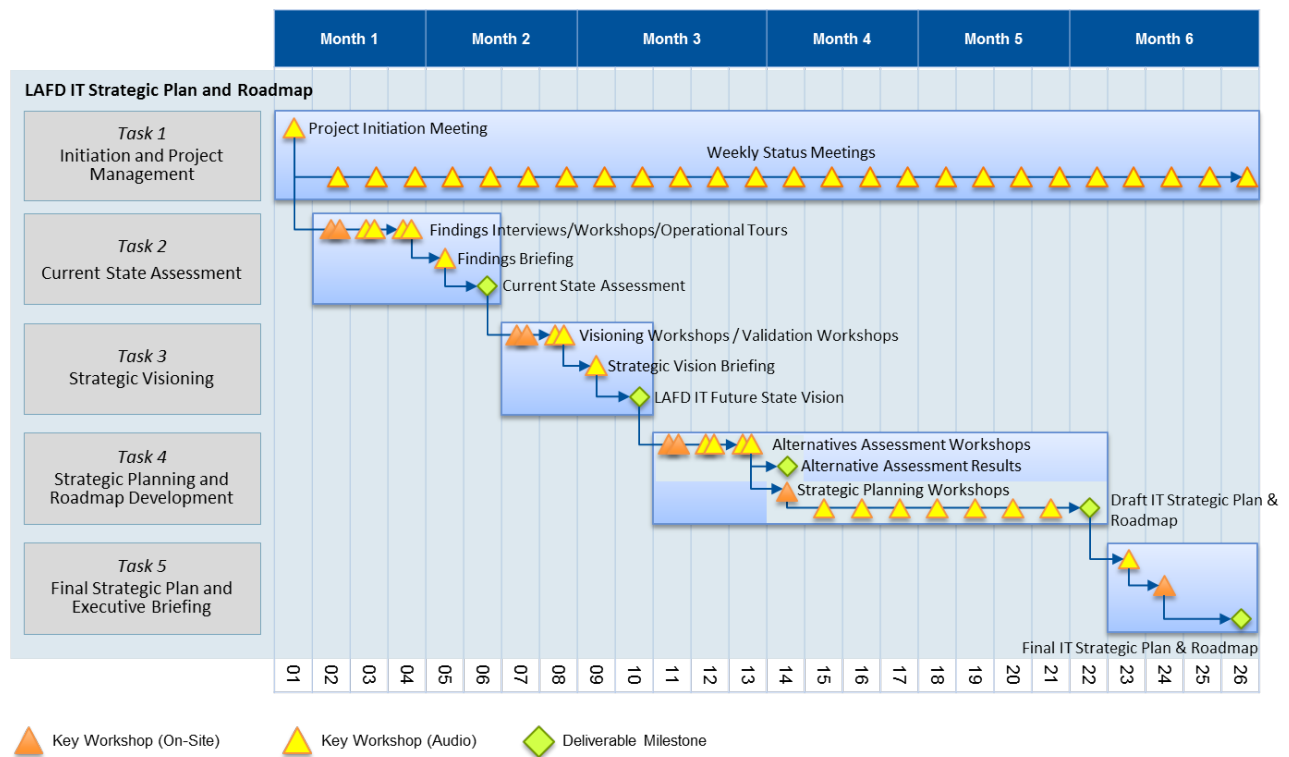 Month 1
Month 2
Month 3
Month 4
Month 5
Month 6
LAFD IT Strategic Plan and Roadmap
Task 1
Initiation and Project
Management
Project Initiation Meeting
Weekly Status Meetings
Task 2
Current State Assessment
Findings Interviews/Workshops/Operational Tours
Findings Briefing
Current State Assessment
Task 3
Strategic Visioning
Visioning Workshops / Validation Workshops
Strategic Vision Briefing
LAFD IT Future State Vision
Task 4
Strategic Planning and
Roadmap Development
Alternatives Assessment Workshops
Alternative Assessment Results
Strategic Planning Workshops
Draft IT Strategic Plan &
Roadmap
Task 5
Final Strategic Plan and
Executive Briefing
Final IT Strategic Plan & Roadmap
01
02
03
04
05
06
07
08
09
10
11
12
13
14
15
16
17
18
19
20
21
22
23
24
25
26
Key Workshop (On-Site)
Key Workshop (Audio)
Deliverable Milestone